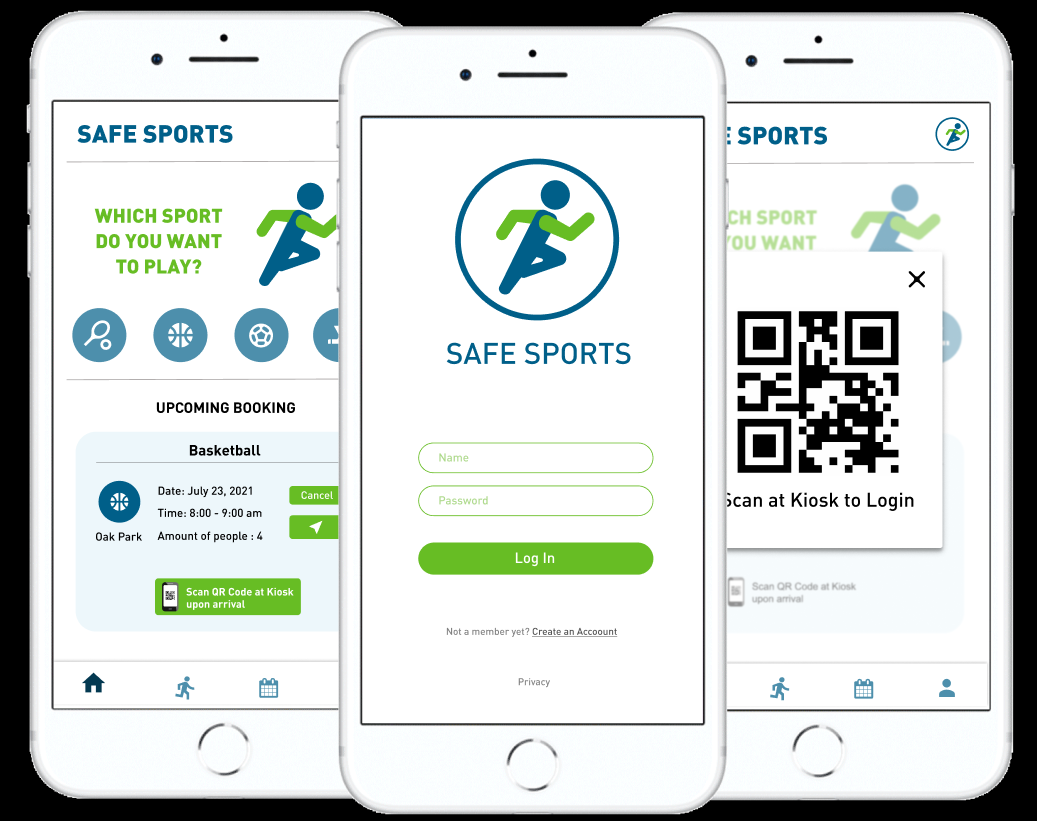 SAFE SPORTS
WHICH SPORT
DO YOU WANT
TO PLAY?
UPCOMING BOOKING
Basketball
Date: July 23, 2021
Time: 8:00 - 9:00 am
Amount of people : 4
Oak Park
Cancel
Scan QR Code at Kiosk
upon arrival
SAFE SPORTS
Name
Password
Log In
Not a member yet? Create an Accoount
Privacy
E SPORTS
CH SPORT
YOU WANT
Scan at Kiosk to Login
Scan QR Code at Kiosk
upon arrival